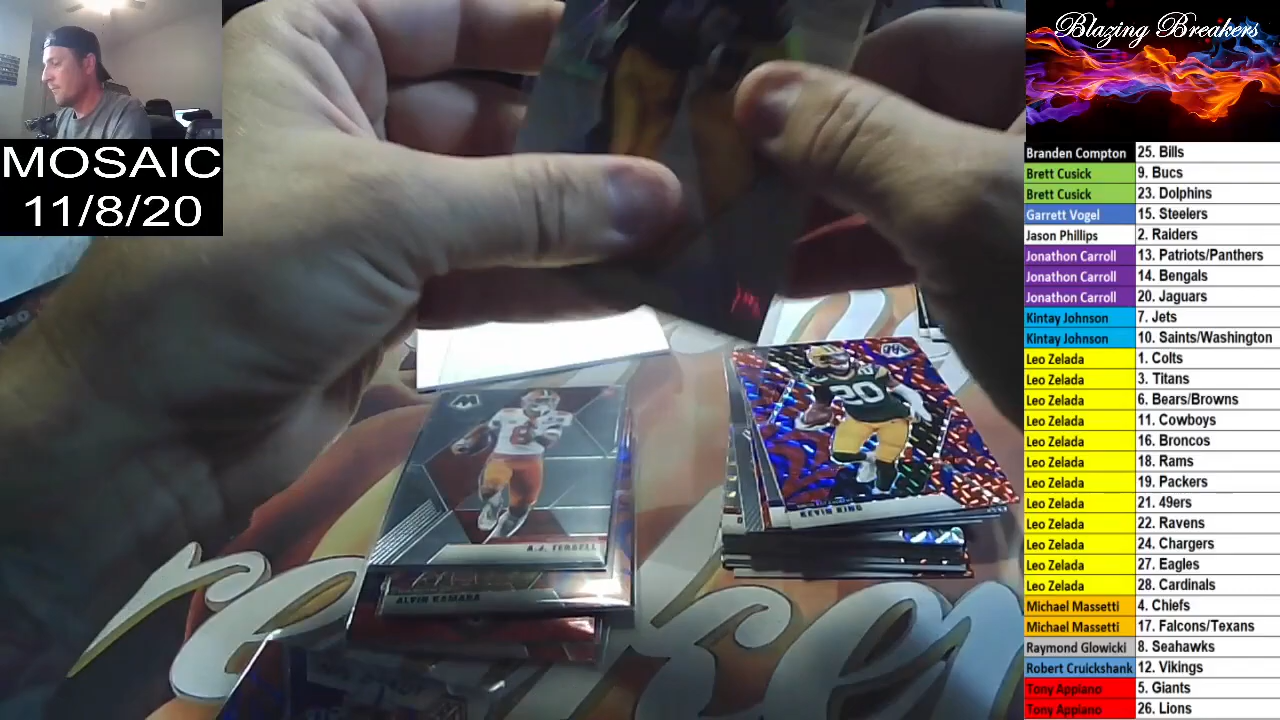 MOSAIC
11/8/20
Blazing Breakers
Branden Compton 25. Bills
Brett Cusick 9. Bucs
Brett Cusick 23. Dolphins
Garrett Vogel 15. Steelers
Jason Phillips 2. Raiders
Jonathon Carroll 13. Patriots/Panthers
Jonathon Carroll 14. Bengals
Jonathon Carroll 20. Jaguars
Kintay Johnson 7. Jets
Kintay Johnson 10. Saints/Washington
Leo Zelada 1. Colts
Leo Zelada 3. Titans
Leo Zelada 6. Bears/Browns
Leo Zelada 11. Cowboys
Leo Zelada 16. Broncos
Leo Zelada 18. Rams
Leo Zelada 19. Packers
Leo Zelada 21. 49ers
Leo Zelada 22. Ravens
Leo Zelada 24. Chargers
Leo Zelada 27. Eagles
Leo Zelada 28. Cardinals
Michael Massetti 4. Chiefs
Michael Massetti 17. Falcons/Texans
Raymond Glowicki 8. Seahawks
Robert Cruickshank 12. Vikings
Tony Appiano 5. Giants
Tony Appiano 26. Lions
20
KEVIN KING
8
A.J. TERRELL
ALVIN KAMARA